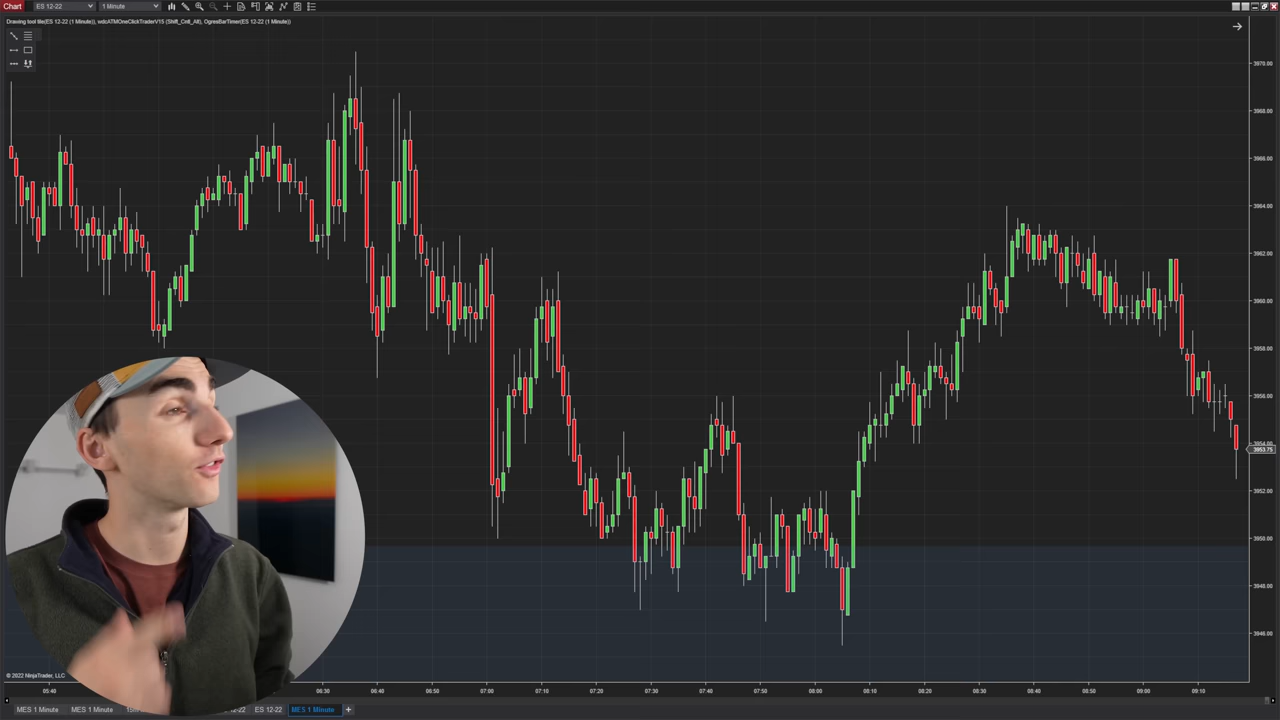 Chart ES 12-22 1 Minute
Drawing tool tile(ES 12-22 (1 Minute)), wdcATMOneClickTraderV15 (Shift_Cntl_Alt), OgresBarTimer(ES 12-22 (1 Minute))
3970.00
3968.00
3966.00
3964.00
3962.00
3960.00
3958.00
3956.00
3954.00
3953.75
3952.00
3950.00
3948.00
3946.00
© 2022 NinjaTrader, LLC
05:40 06:30 06:40 06:50 07:00 07:10 07:20 07:30 07:40 07:50 08:00 08:10 08:20 08:30 08:40 08:50 09:00 09:10
MES 1 Minute MES 1 Minute ES 12-22 MES 1 Minute +